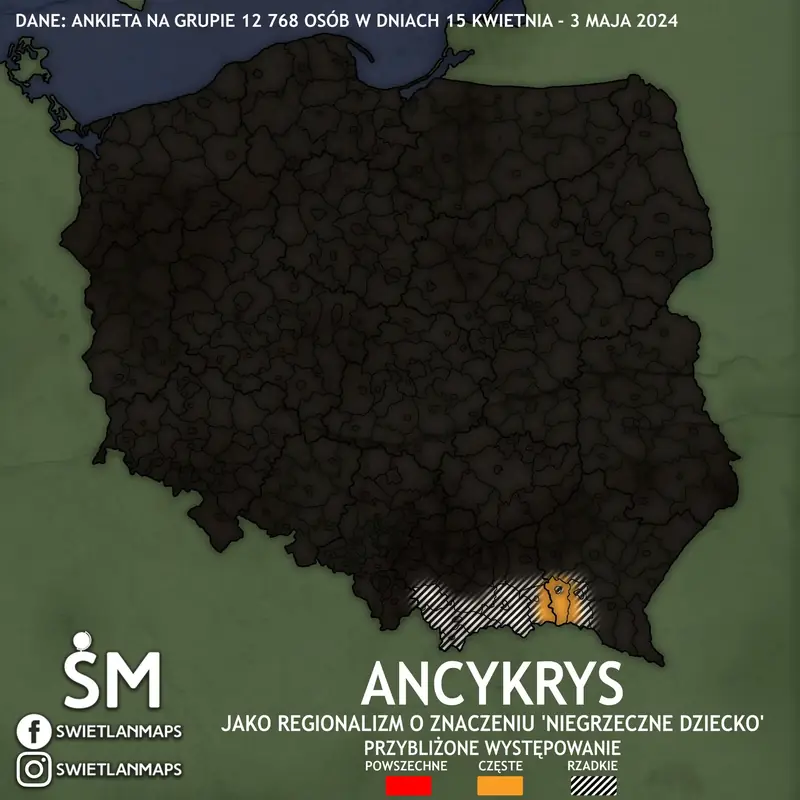 DANE: ANKIETA NA GRUPIE 12 768 OSÓB W DNIACH 15 KWIETNIA - 3 MAJA 2024
ŚM
SWIETLANMAPS
SWIETLANMAPS
ANCYKRYS
JAKO REGIONALIZM O ZNACZENIU 'NIEGRZECZNE DZIECKO'
PRZYBLIŻONE WYSTĘPOWANIE
POWSZECHNE CZĘSTE RZADKIE